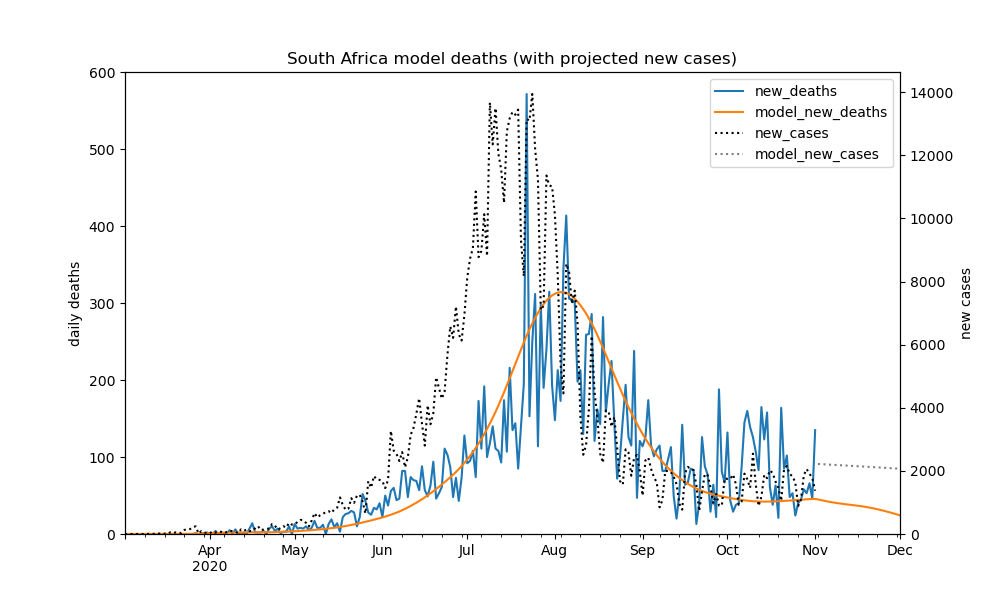 South Africa model deaths (with projected new cases)
new_deaths
model_new_deaths
new_cases
model_new_cases
daily deaths
600
500
400
300
200
100
0
new cases
14000
12000
10000
8000
6000
4000
2000
0
Apr
2020
May
Jun
Jul
Aug
Sep
Oct
Nov
Dec